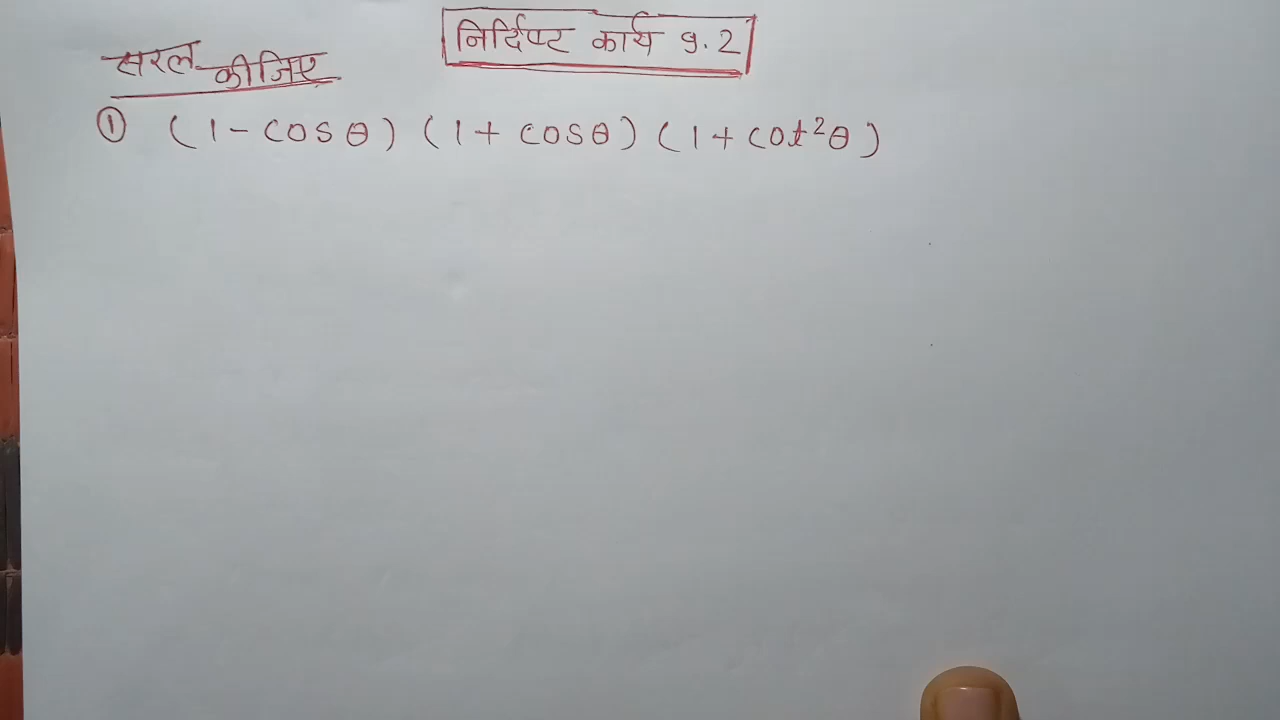 निर्दिष्ट कार्य 9.2
सरल कीजिए
① (1 - cosθ) (1 + cosθ) (1 + cot²θ)